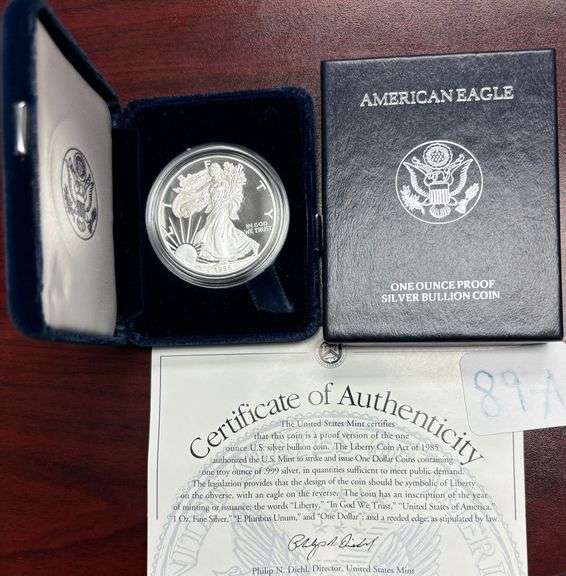 LIBERTY
IN GOD
WE TRUST
AMERICAN EAGLE
ONE OUNCE PROOF
SILVER BULLION COIN
89-A
Certificate of Authenticity
The United States Mint certifies
that this coin is a proof version of the one
ounce U.S. silver bullion coin. The Liberty Coin Act of 1985
authorized the U.S. Mint to strike and issue One Dollar Coins containing
one troy ounce of .999 silver, in quantities sufficient to meet public demand.
The legislation provides that the design of the coin should be symbolic of Liberty
on the obverse, with an eagle on the reverse. The coin has an inscription of the year
of minting or issuance, the words "Liberty," "In God We Trust," "United States of America,"
"1 Oz. Fine Silver," "E Pluribus Unum," and "One Dollar"; and a reeded edge, as stipulated by law.
Philip N. Diehl
Philip N. Diehl, Director, United States Mint